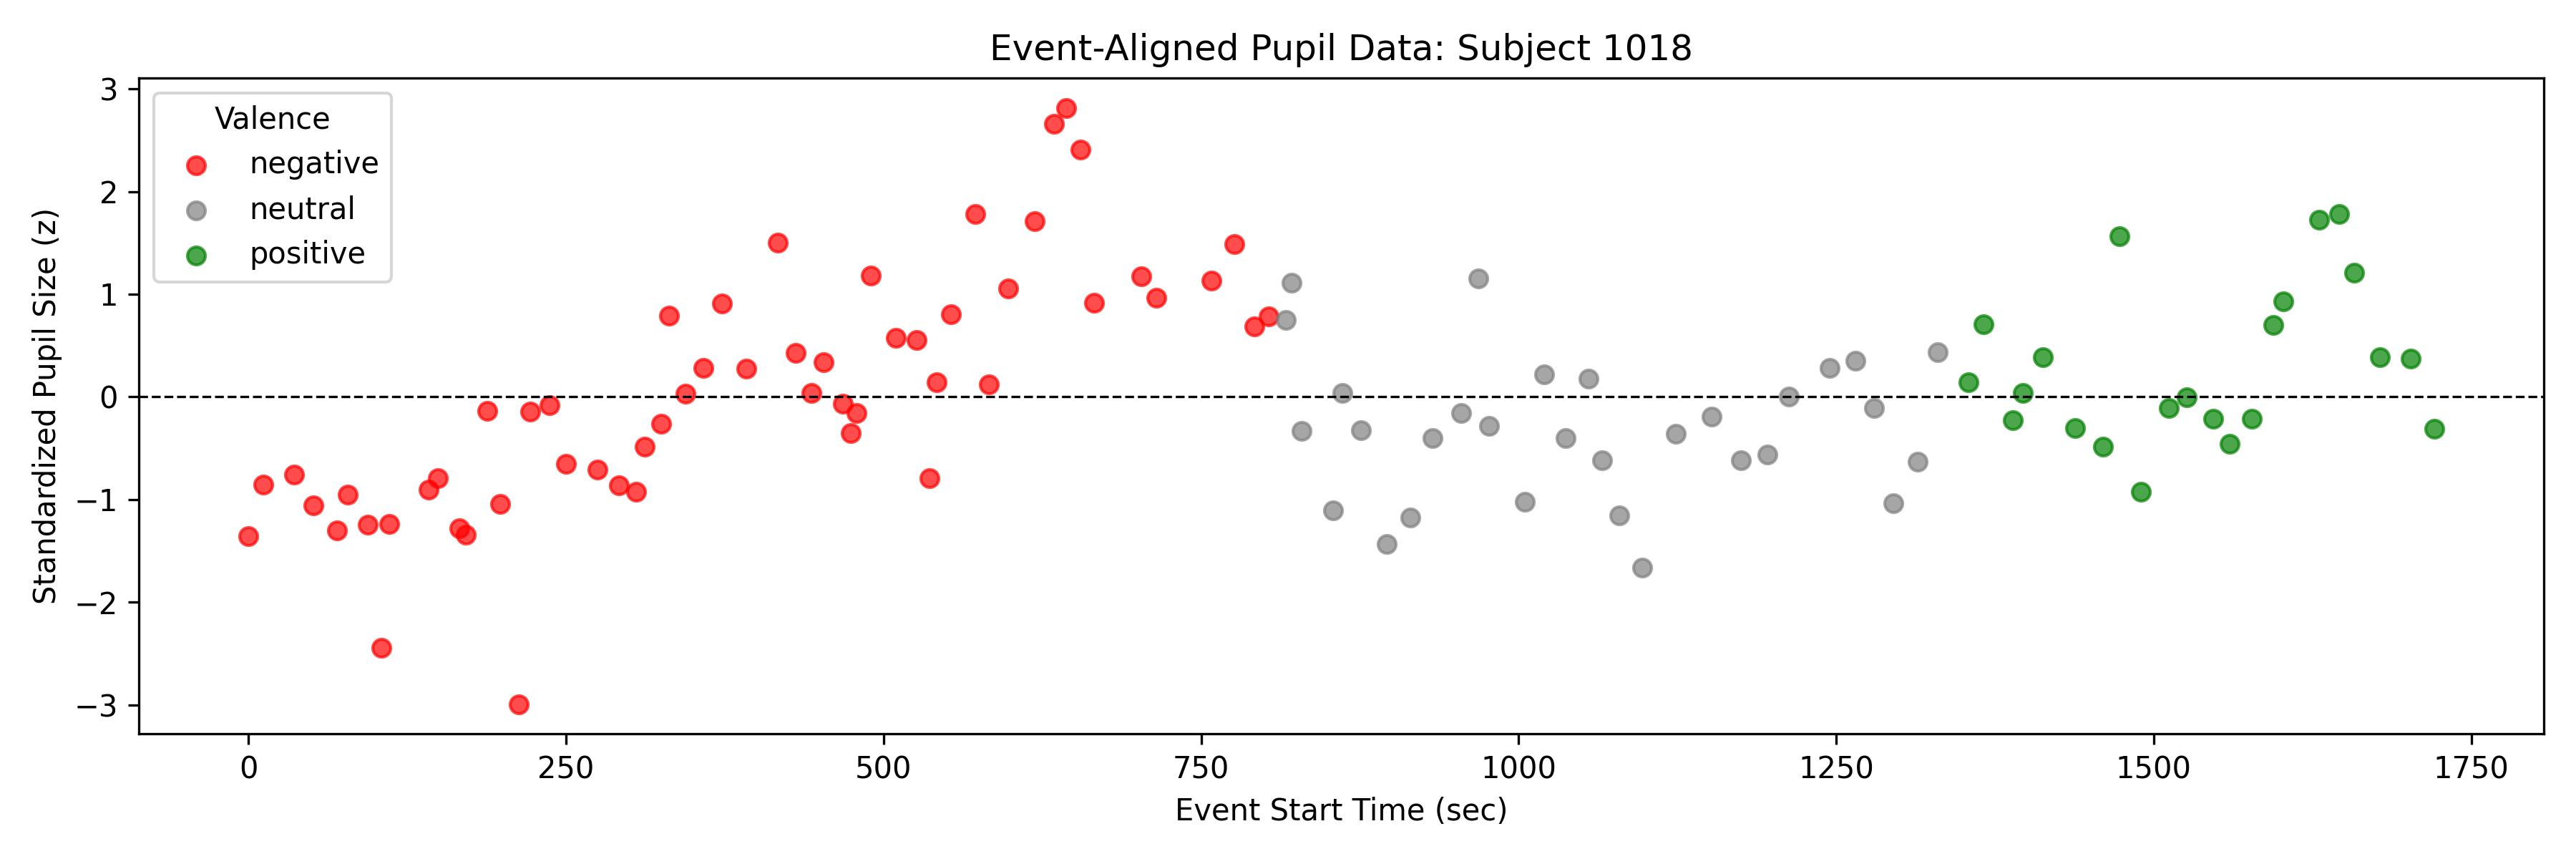 Event-Aligned Pupil Data: Subject 1018
Standardized Pupil Size (z)
3
2
1
0
−1
−2
−3
Valence
negative
neutral
positive
0 250 500 750 1000 1250 1500 1750
Event Start Time (sec)